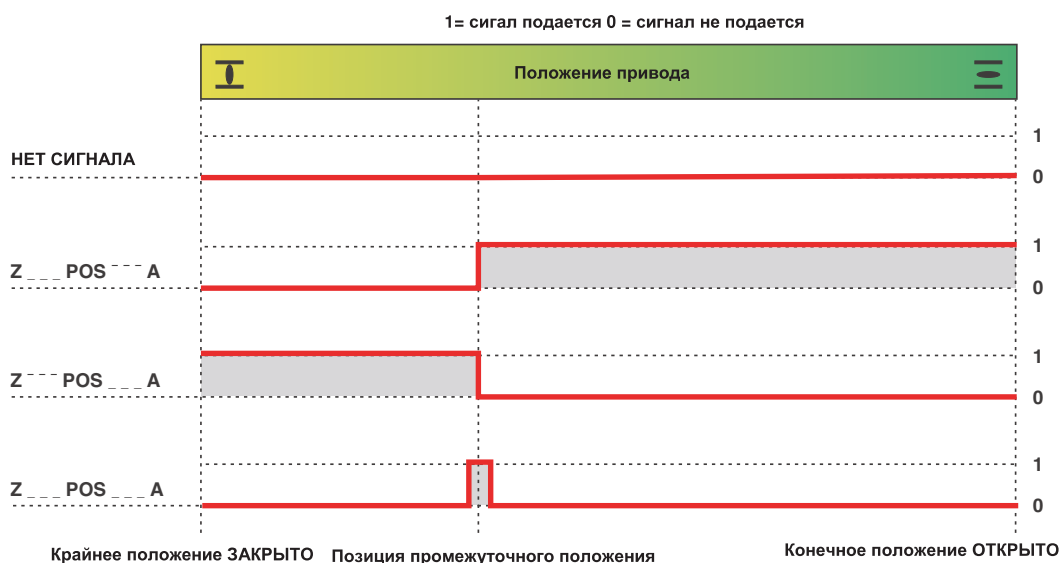 1= сигал подается 0 = сигнал не подается
Положение привода
1
НЕТ СИГНАЛА
0
1
Z _ _ _ POS ‾ ‾ ‾ A
0
1
Z ‾ ‾ ‾ POS _ _ _ A
0
1
Z _ _ _ POS _ _ _ A
0
Крайнее положение ЗАКРЫТО Позиция промежуточного положения Конечное положение ОТКРЫТО